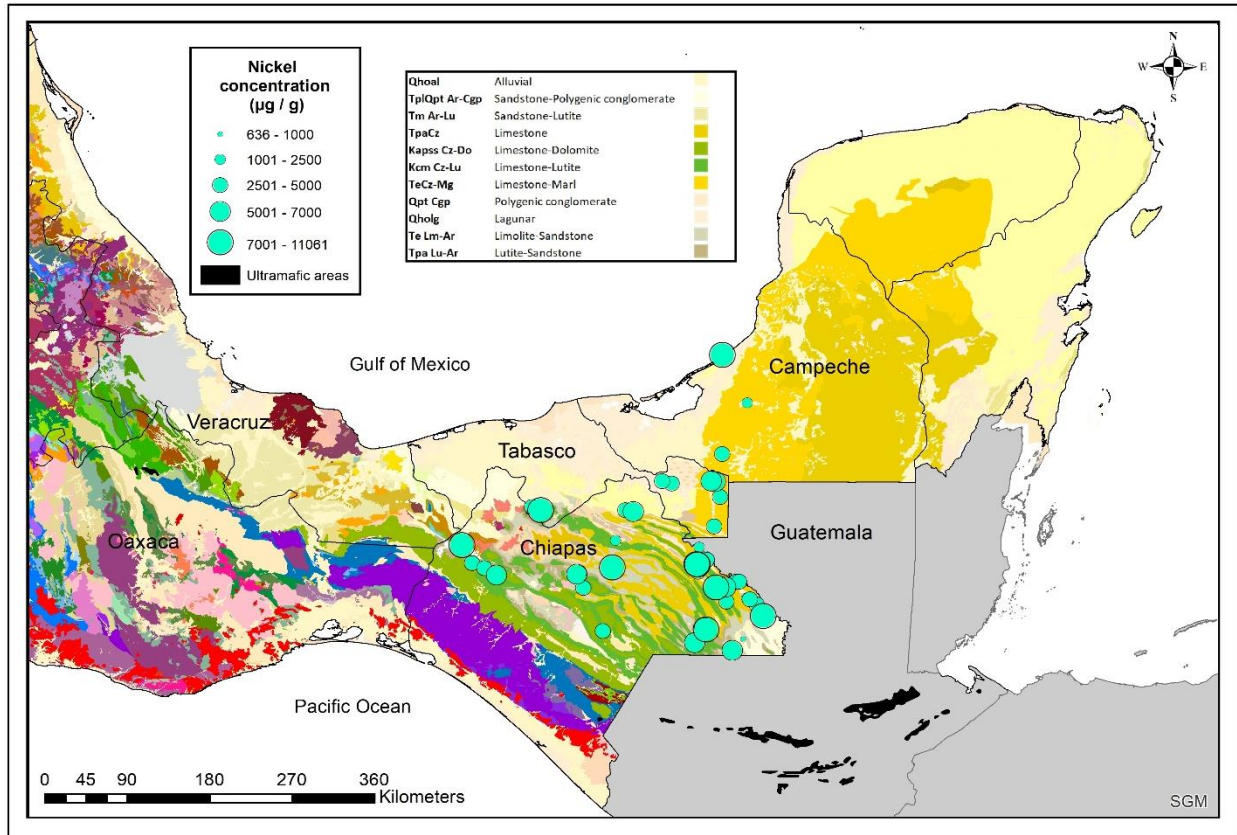 Nickel
concentration
(µg / g)
636 - 1000
1001 - 2500
2501 - 5000
5001 - 7000
7001 - 11061
Ultramafic areas
Qhoal Alluvial
TplQpt Ar-Cgp Sandstone-Polygenic conglomerate
Tm Ar-Lu Sandstone-Lutite
TpaCz Limestone
Kapss Cz-Do Limestone-Dolomite
Kcm Cz-Lu Limestone-Lutite
TeCz-Mg Limestone-Marl
Qpt Cgp Polygenic conglomerate
Qholg Lagunar
Te Lm-Ar Limolite-Sandstone
Tpa Lu-Ar Lutite-Sandstone
N
W E
S
Gulf of Mexico
Campeche
Veracruz
Tabasco
Guatemala
Oaxaca
Chiapas
Pacific Ocean
0 45 90 180 270 360
Kilometers
SGM